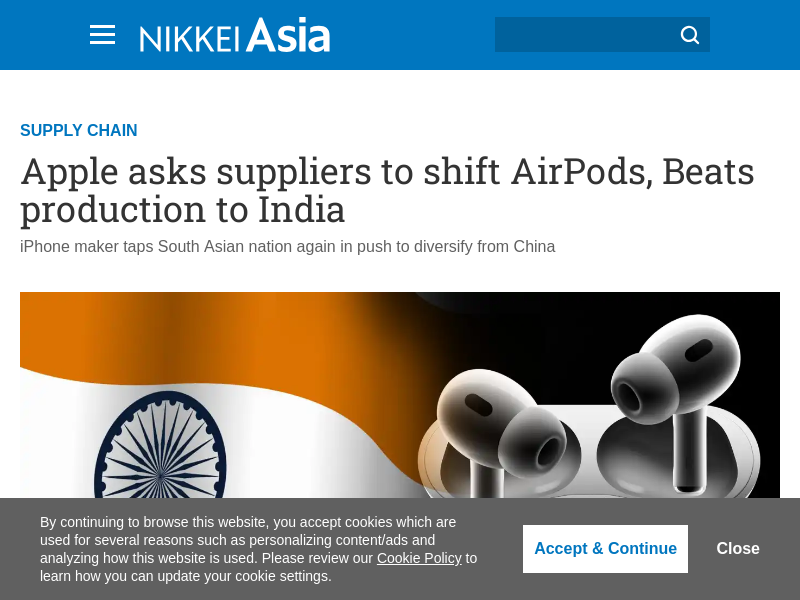 NIKKEI Asia
SUPPLY CHAIN
Apple asks suppliers to shift AirPods, Beats
production to India
iPhone maker taps South Asian nation again in push to diversify from China
By continuing to browse this website, you accept cookies which are
used for several reasons such as personalizing content/ads and
analyzing how this website is used. Please review our Cookie Policy to
learn how you can update your cookie settings.
Accept & Continue
Close